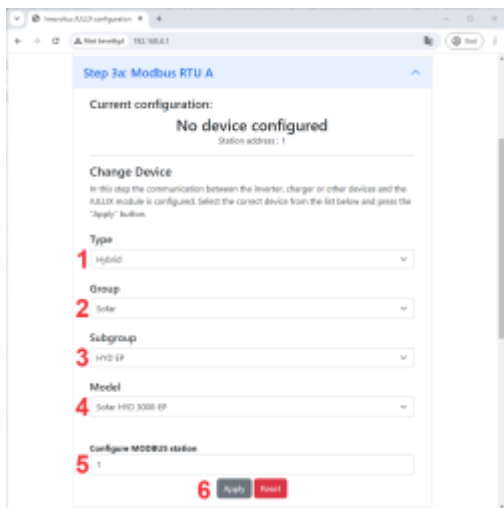 Step 3a: Modbus RTU A
Current configuration:
No device configured
Station address : 1
Change Device
In this step the communication between the inverter, charger or other devices and the
module is configured. Select the correct device from the list below and press the
"Apply" button.
Type
1 Hybrid
Group
2 Sofar
Subgroup
3 HYD EP
Model
4 Sofar HYD 3000 EP
Configure MODBUS station
5 1
6 Apply Reset